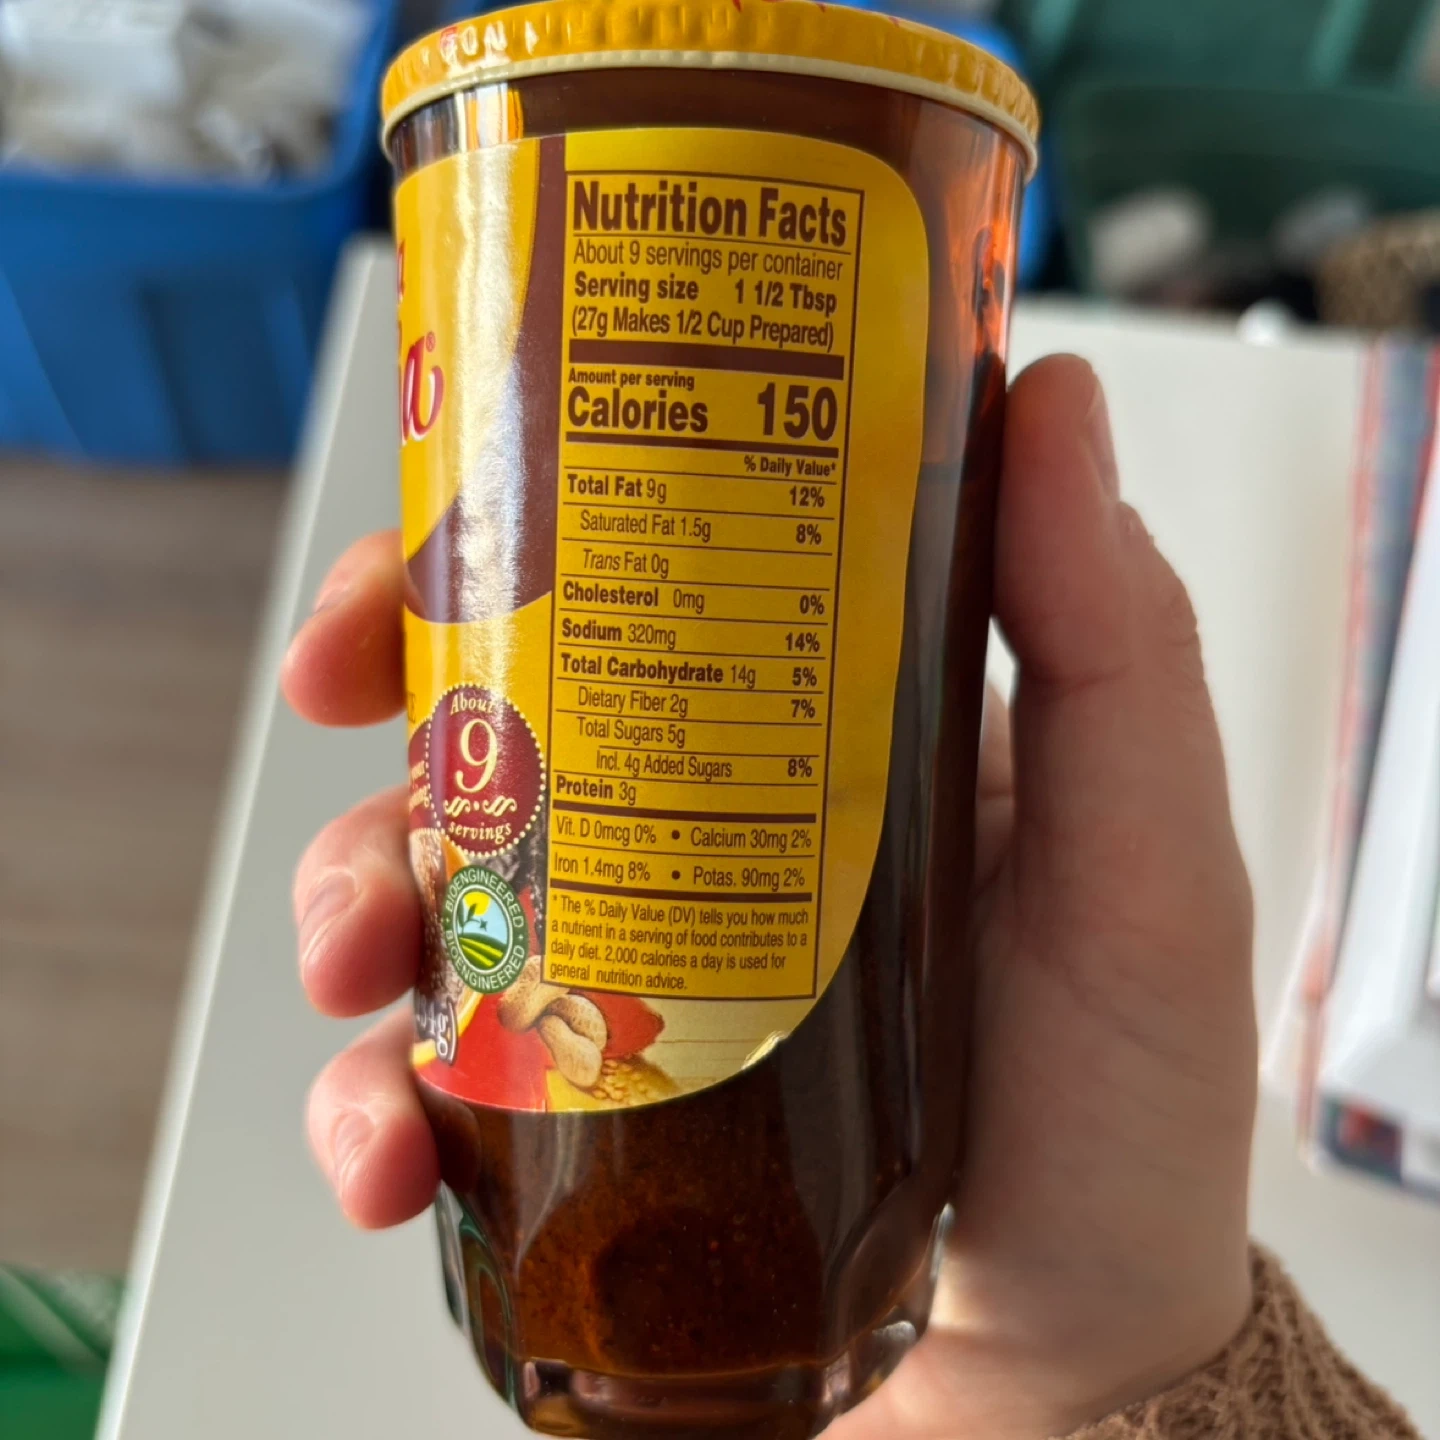 Nutrition Facts
About 9 servings per container
Serving size 1 1/2 Tbsp
(27g Makes 1/2 Cup Prepared)
Amount per serving
Calories 150
% Daily Value*
Total Fat 9g 12%
Saturated Fat 1.5g 8%
Trans Fat 0g
Cholesterol 0mg 0%
Sodium 320mg 14%
Total Carbohydrate 14g 5%
Dietary Fiber 2g 7%
Total Sugars 5g
Incl. 4g Added Sugars 8%
Protein 3g
Vit. D 0mcg 0% • Calcium 30mg 2%
Iron 1.4mg 8% • Potas. 90mg 2%
* The % Daily Value (DV) tells you how much
a nutrient in a serving of food contributes to a
daily diet. 2,000 calories a day is used for
general nutrition advice.
About
9
servings
BIOENGINEERED
BIOENGINEERED